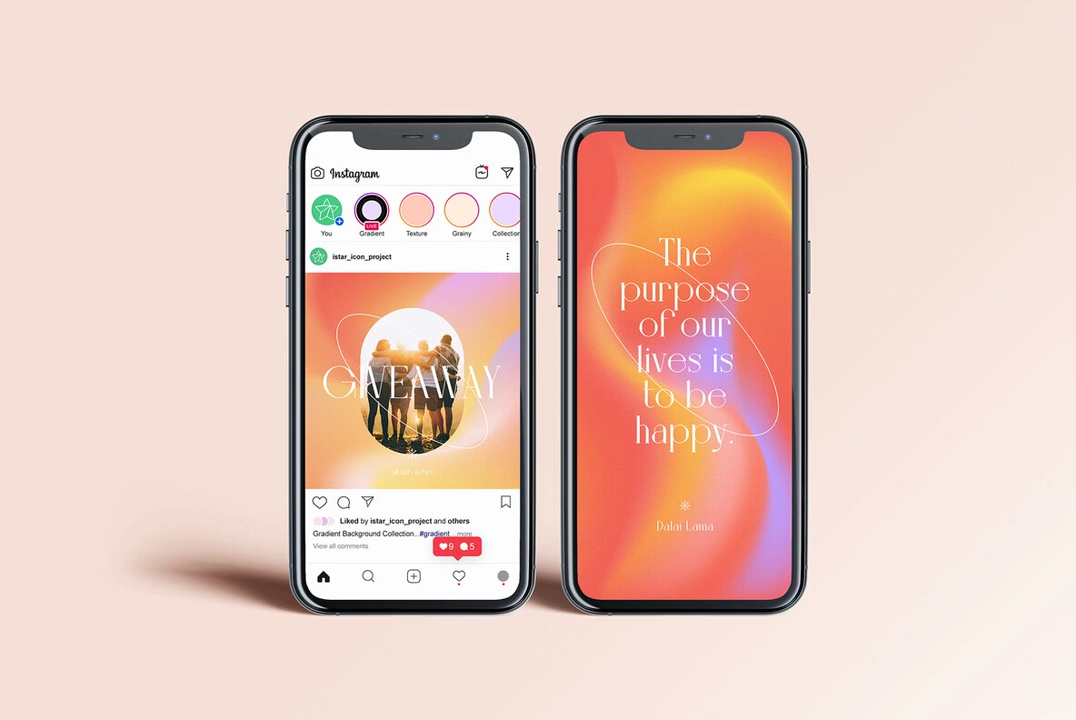 Instagram
LIVE
You
Gradient
Texture
Grainy
Collection
istar_icon_project
GIVEAWAY
Liked by istar_icon_project and others
Gradient Background Collection...#gradient more
View all comments
9 5
The
purpose
of our
lives is
to be
happy.
Dalai Lama